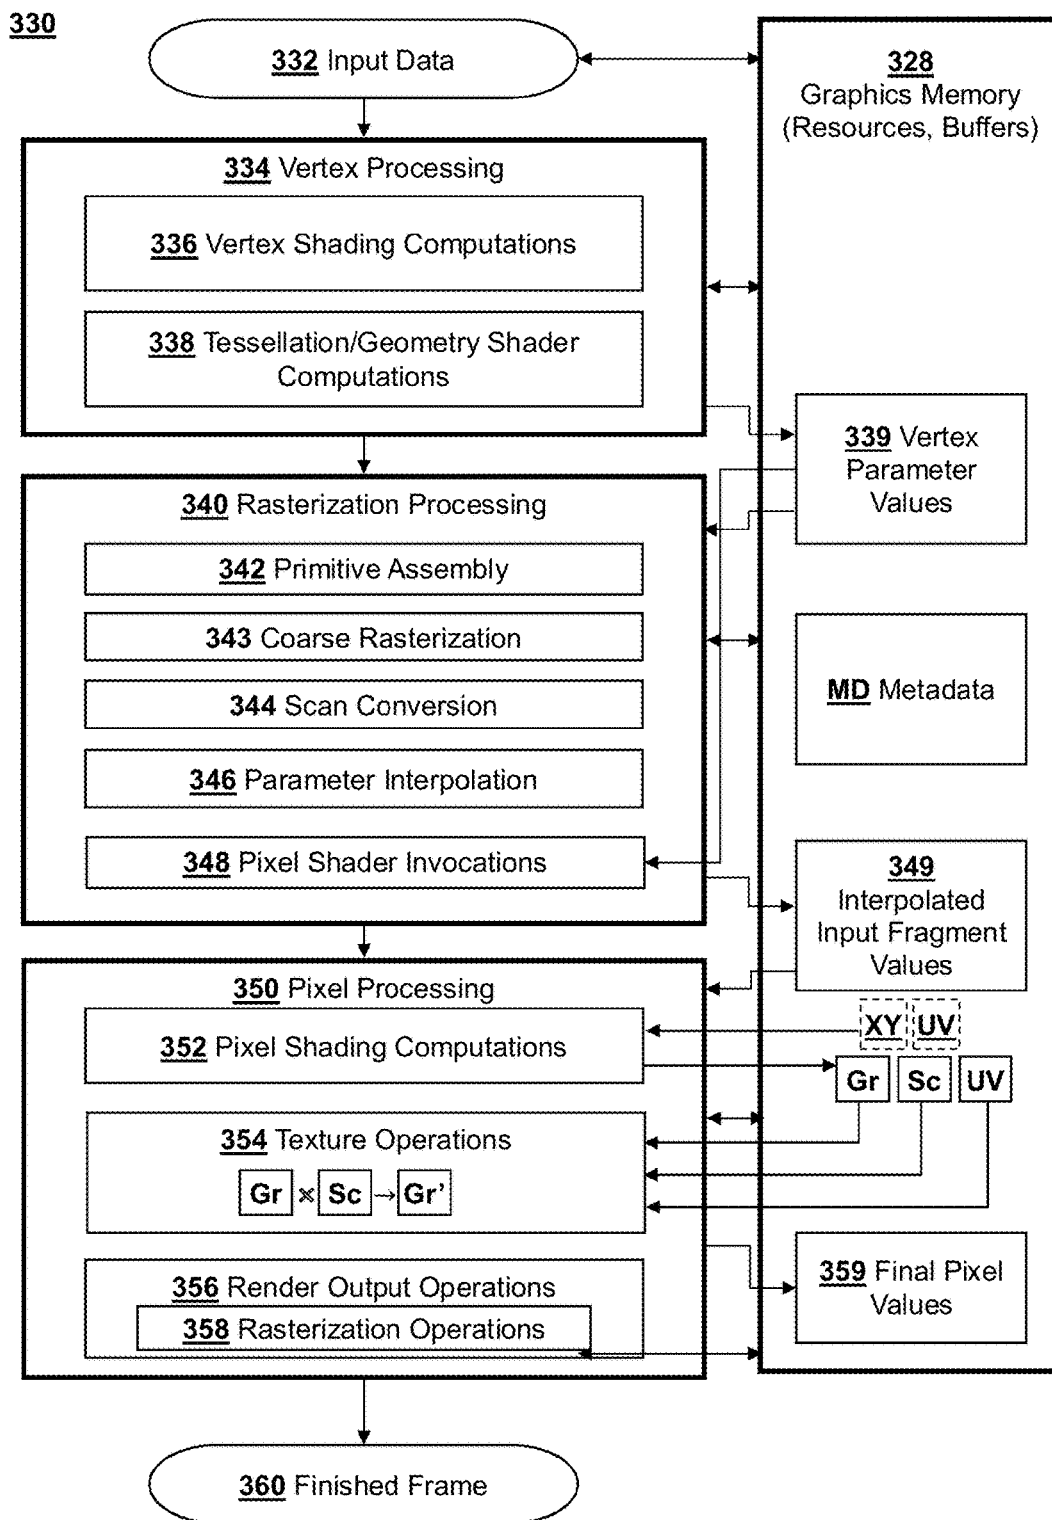 330
332 Input Data
334 Vertex Processing
336 Vertex Shading Computations
338 Tessellation/Geometry Shader
Computations
340 Rasterization Processing
342 Primitive Assembly
343 Coarse Rasterization
344 Scan Conversion
346 Parameter Interpolation
348 Pixel Shader Invocations
350 Pixel Processing
352 Pixel Shading Computations
354 Texture Operations
Gr × Sc → Gr’
356 Render Output Operations
358 Rasterization Operations
360 Finished Frame
328
Graphics Memory
(Resources, Buffers)
339 Vertex
Parameter
Values
MD Metadata
349
Interpolated
Input Fragment
Values
XY UV
Gr Sc UV
359 Final Pixel
Values